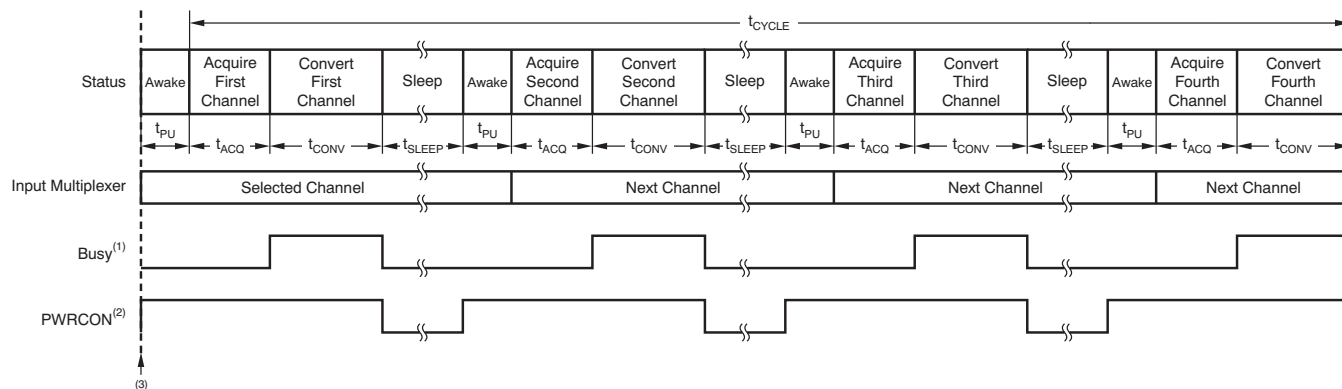 tCYCLE
Status
Awake
Acquire
First
Channel
Convert
First
Channel
Sleep
Awake
Acquire
Second
Channel
Convert
Second
Channel
Sleep
Awake
Acquire
Third
Channel
Convert
Third
Channel
Sleep
Awake
Acquire
Fourth
Channel
Convert
Fourth
Channel
tPU
tACQ
tCONV
tSLEEP
tPU
tACQ
tCONV
tSLEEP
tPU
tACQ
tCONV
tSLEEP
tPU
tACQ
tCONV
Input Multiplexer
Selected Channel
Next Channel
Next Channel
Next Channel
Busy(1)
PWRCON(2)
(3)